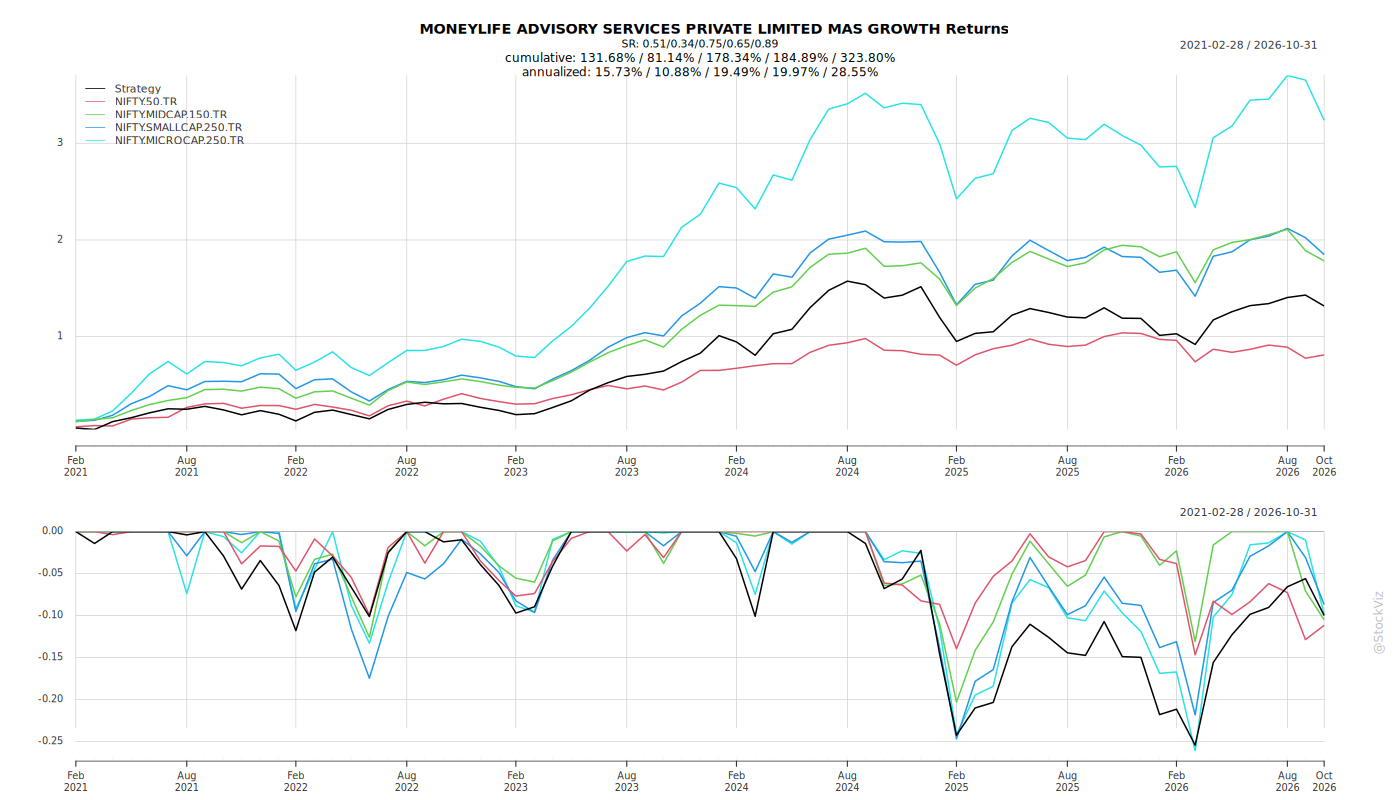 MONEYLIFE ADVISORY SERVICES PRIVATE LIMITED MAS GROWTH Returns
SR: 0.51/0.34/0.75/0.65/0.89
cumulative: 131.68% / 81.14% / 178.34% / 184.89% / 323.80%
annualized: 15.73% / 10.88% / 19.49% / 19.97% / 28.55%
2021-02-28 / 2026-10-31
Strategy
NIFTY.50.TR
NIFTY.MIDCAP.150.TR
NIFTY.SMALLCAP.250.TR
NIFTY.MICROCAP.250.TR
3
2
1
Feb Aug Feb Aug Feb Aug Feb Aug Feb Aug Feb Aug Oct
2021 2021 2022 2022 2023 2023 2024 2024 2025 2025 2026 2026 2026
2021-02-28 / 2026-10-31
0.00
-0.05
-0.10
-0.15
-0.20
-0.25
Feb Aug Feb Aug Feb Aug Feb Aug Feb Aug Feb Aug Oct
2021 2021 2022 2022 2023 2023 2024 2024 2025 2025 2026 2026 2026
@StockViz